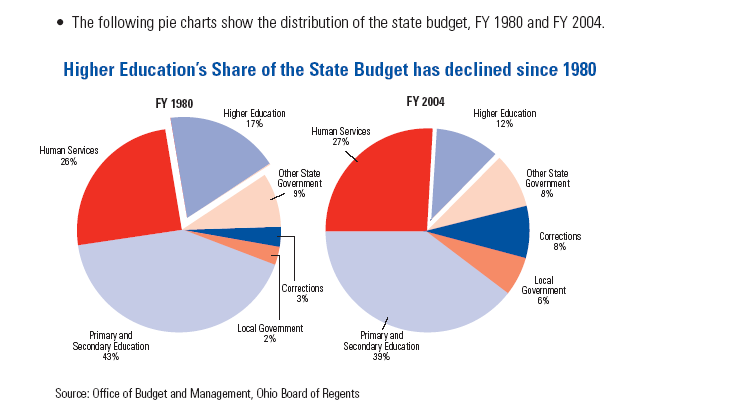 • The following pie charts show the distribution of the state budget, FY 1980 and FY 2004.
Higher Education's Share of the State Budget has declined since 1980
FY 1980
Higher Education
17%
Human Services
26%
Other State
Government
9%
Corrections
3%
Local Government
2%
Primary and
Secondary Education
43%
FY 2004
Higher Education
12%
Human Services
27%
Other State
Government
8%
Corrections
8%
Local
Government
6%
Primary and
Secondary Education
39%
Source: Office of Budget and Management, Ohio Board of Regents